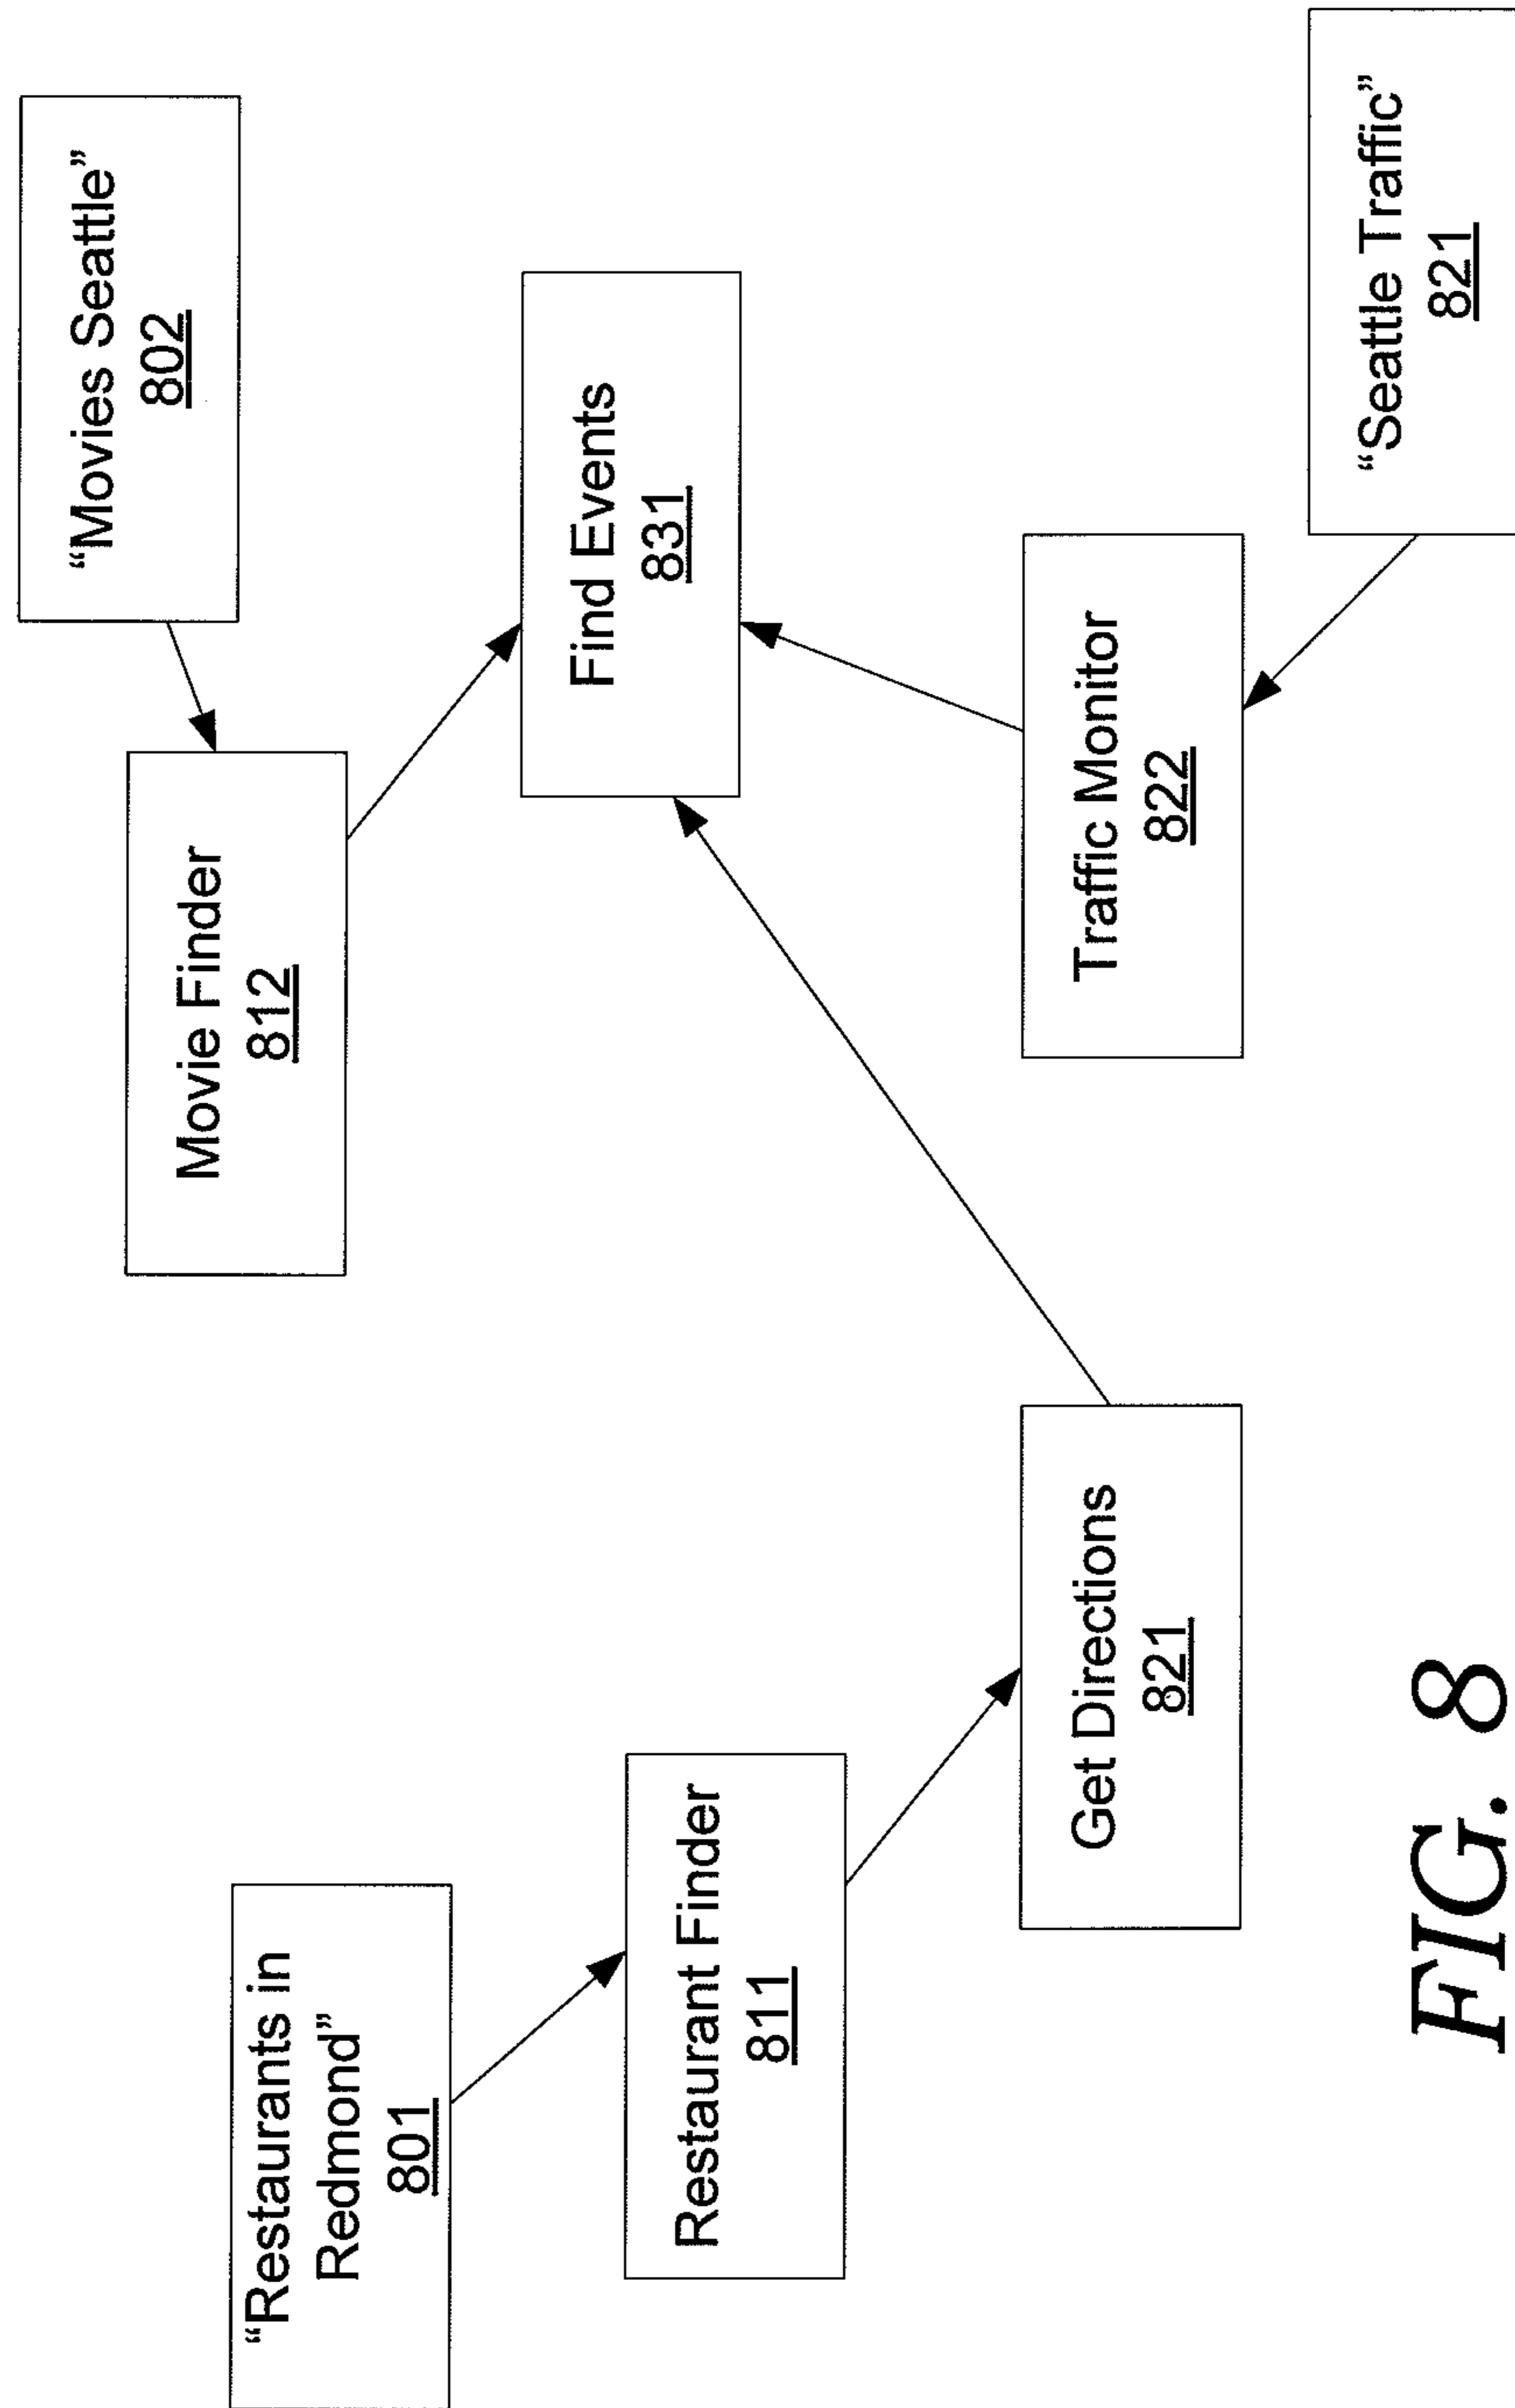 “Restaurants in
Redmond”
801
“Movies Seattle”
802
Movie Finder
812
Restaurant Finder
811
Find Events
831
Get Directions
821
Traffic Monitor
822
“Seattle Traffic”
821
FIG. 8